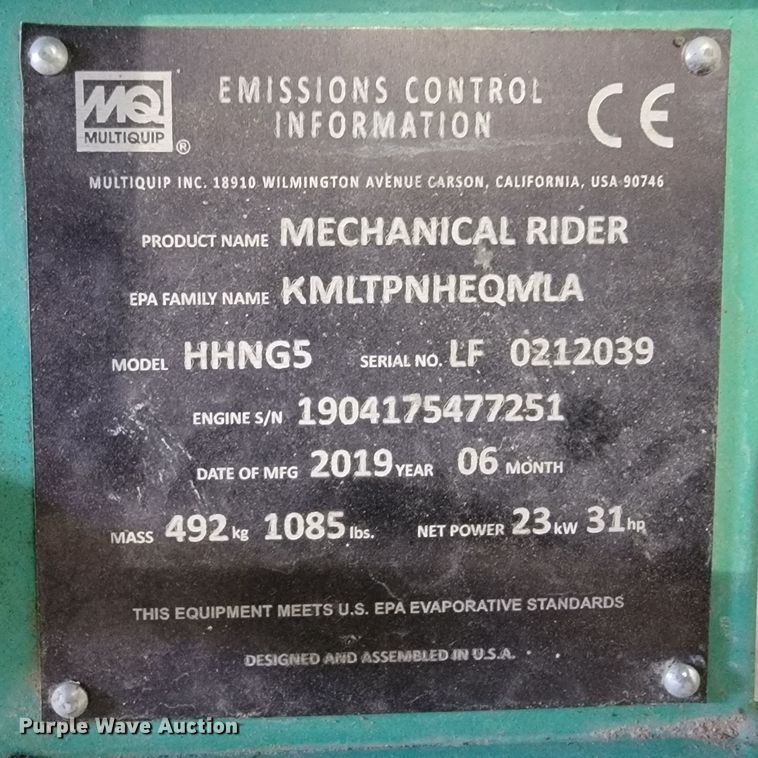 MQ
MULTIQUIP ®
EMISSIONS CONTROL
INFORMATION
CE
MULTIQUIP INC. 18910 WILMINGTON AVENUE CARSON, CALIFORNIA, USA 90746
PRODUCT NAME MECHANICAL RIDER
EPA FAMILY NAME KMLTPNHEQMLA
MODEL HHNG5 SERIAL NO. LF 0212039
ENGINE S/N 1904175477251
DATE OF MFG 2019 YEAR 06 MONTH
MASS 492 kg 1085 lbs. NET POWER 23 kW 31 hp
THIS EQUIPMENT MEETS U.S. EPA EVAPORATIVE STANDARDS
DESIGNED AND ASSEMBLED IN U.S.A.
Purple Wave Auction